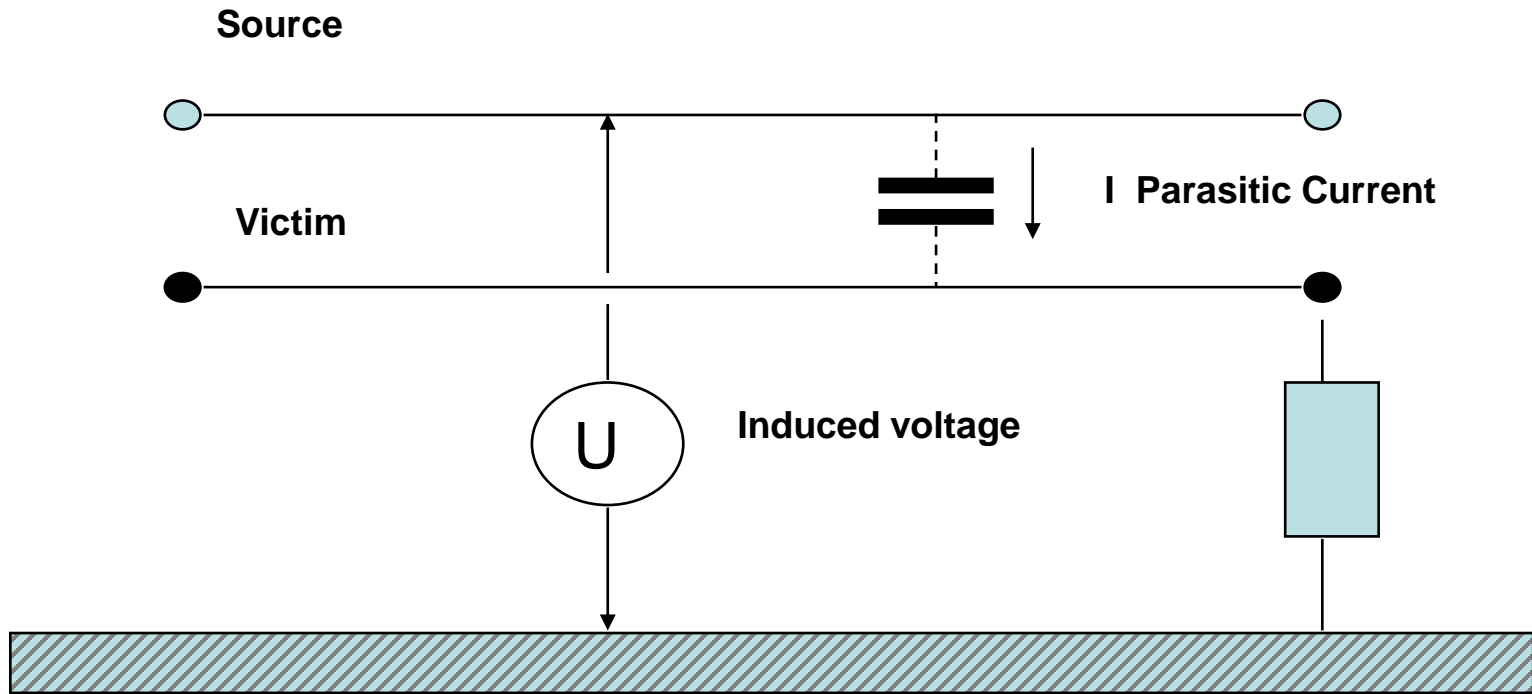 Source
I Parasitic Current
Victim
Induced voltage
U